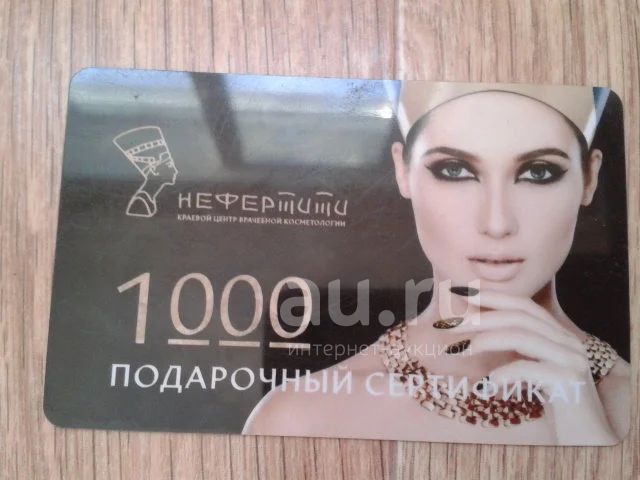 НЕФЕРТИТИ
КРАЕВОЙ ЦЕНТР ВРАЧЕБНОЙ КОСМЕТОЛОГИИ
1000
au.ru
интернет-аукцион
ПОДАРОЧНЫЙ СЕРТИФИКАТ